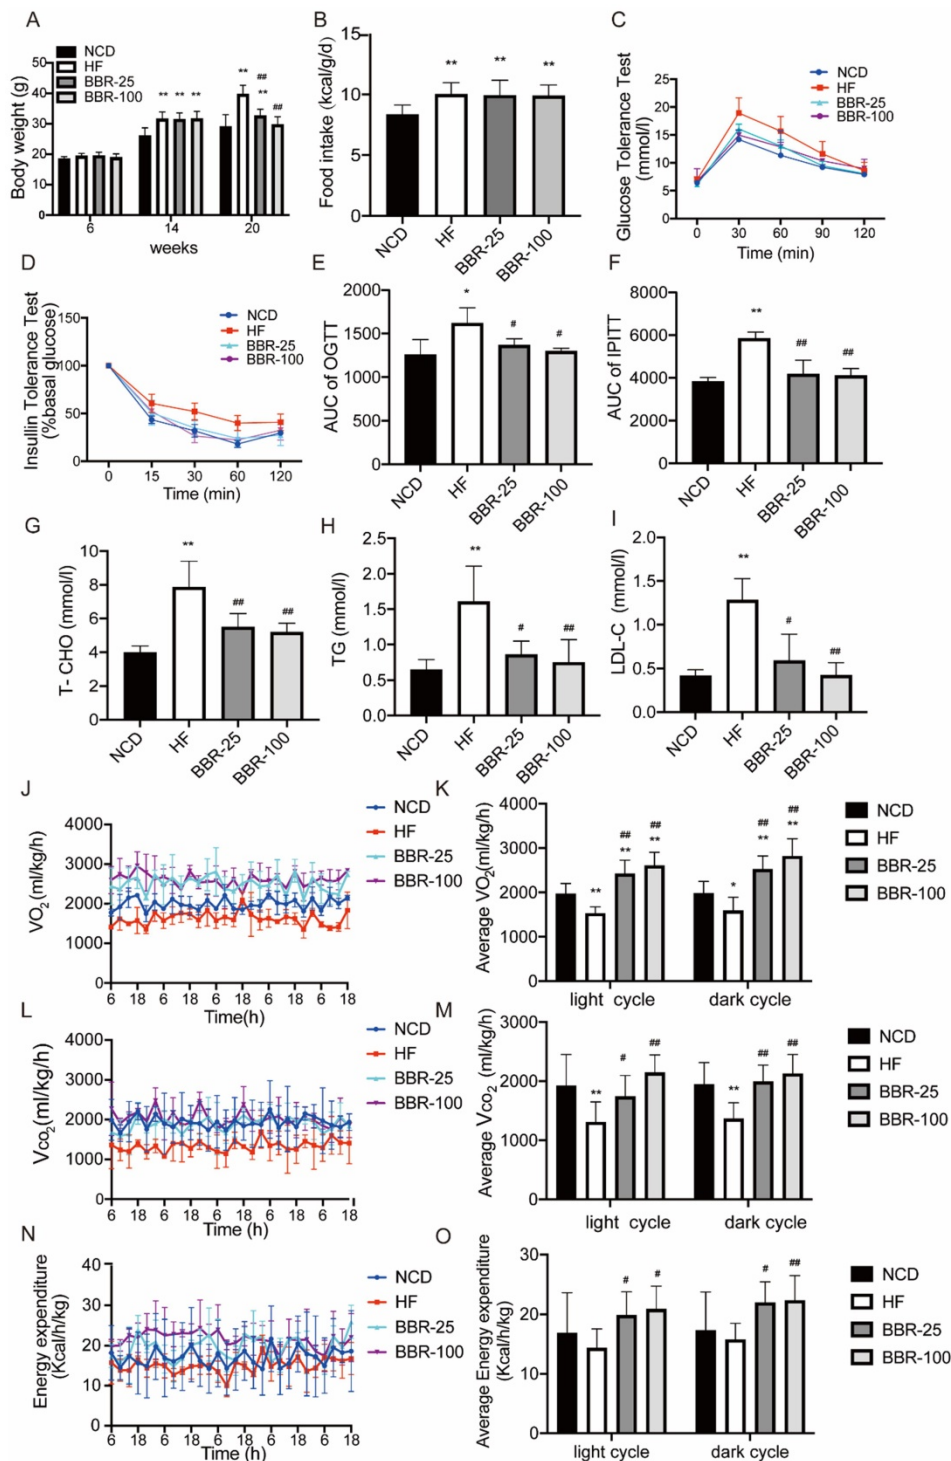 A
NCD
HF
BBR-25
BBR-100
Body weight (g)
50
40
30
20
10
0
** ** **
**
##
**
##
6 14 20
weeks
B
Food intake (kcal/g/d)
15
10
5
0
** ** **
NCD HF BBR-25 BBR-100
C
Glucose Tolerance Test
(mmol/l)
25
20
15
10
5
0
NCD
HF
BBR-25
BBR-100
0 30 60 90 120
Time (min)
D
Insullin Tolerance Test
(%basal glucose)
150
100
50
0
NCD
HF
BBR-25
BBR-100
0 15 30 60 120
Time (min)
E
AUC of OGTT
2000
1500
1000
500
0
* # #
NCD HF BBR-25 BBR-100
F
AUC of IPITT
8000
6000
4000
2000
0
** ## ##
NCD HF BBR-25 BBR-100
G
T- CHO (mmol/l)
10
8
6
4
2
0
** ## ##
NCD HF BBR-25 BBR-100
H
TG (mmol/l)
2.5
2.0
1.5
1.0
0.5
0.0
** # ##
NCD HF BBR-25 BBR-100
I
LDL-C (mmol/l)
2.0
1.5
1.0
0.5
0.0
** # ##
NCD HF BBR-25 BBR-100
J
VO2 (ml/kg/h)
4000
3000
2000
1000
0
NCD
HF
BBR-25
BBR-100
6 18 6 18 6 18 6 18 6 18
Time(h)
K
Average VO2(ml/kg/h)
4000
3000
2000
1000
0
## ## ## ##
** ** ** * ** **
light cycle dark cycle
NCD
HF
BBR-25
BBR-100
L
Vco2(ml/kg/h)
4000
3000
2000
1000
0
NCD
HF
BBR-25
BBR-100
6 18 6 18 6 18 6 18 6 18
Time (h)
M
Average Vco2 (ml/kg/h)
3000
2000
1000
0
** # ## ** ## ##
light cycle dark cycle
NCD
HF
BBR-25
BBR-100
N
Energy expenditure
(Kcal/h/kg)
40
30
20
10
0
NCD
HF
BBR-25
BBR-100
6 18 6 18 6 18 6 18 6 18
Time (h)
O
Average Energy expenditure
(Kcal/h/kg)
30
20
10
0
# # # ##
light cycle dark cycle
NCD
HF
BBR-25
BBR-100